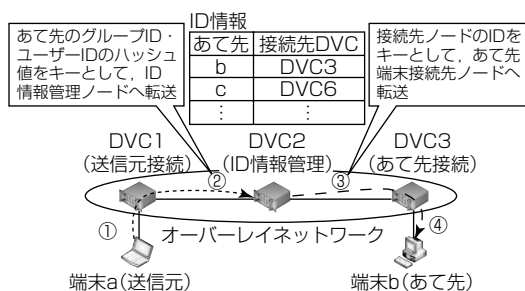 あて先のグループID・
ユーザーIDのハッシュ
値をキーとして，ID
情報管理ノードへ転送
ID情報
あて先 接続先DVC
b DVC3
c DVC6
⋮ ⋮
接続先ノードのIDを
キーとして，あて先
端末接続先ノードへ
転送
DVC1 DVC2 DVC3
（送信元接続） （ID情報管理） （あて先接続）
② ③
① ④
オーバーレイネットワーク
端末a（送信元） 端末b（あて先）